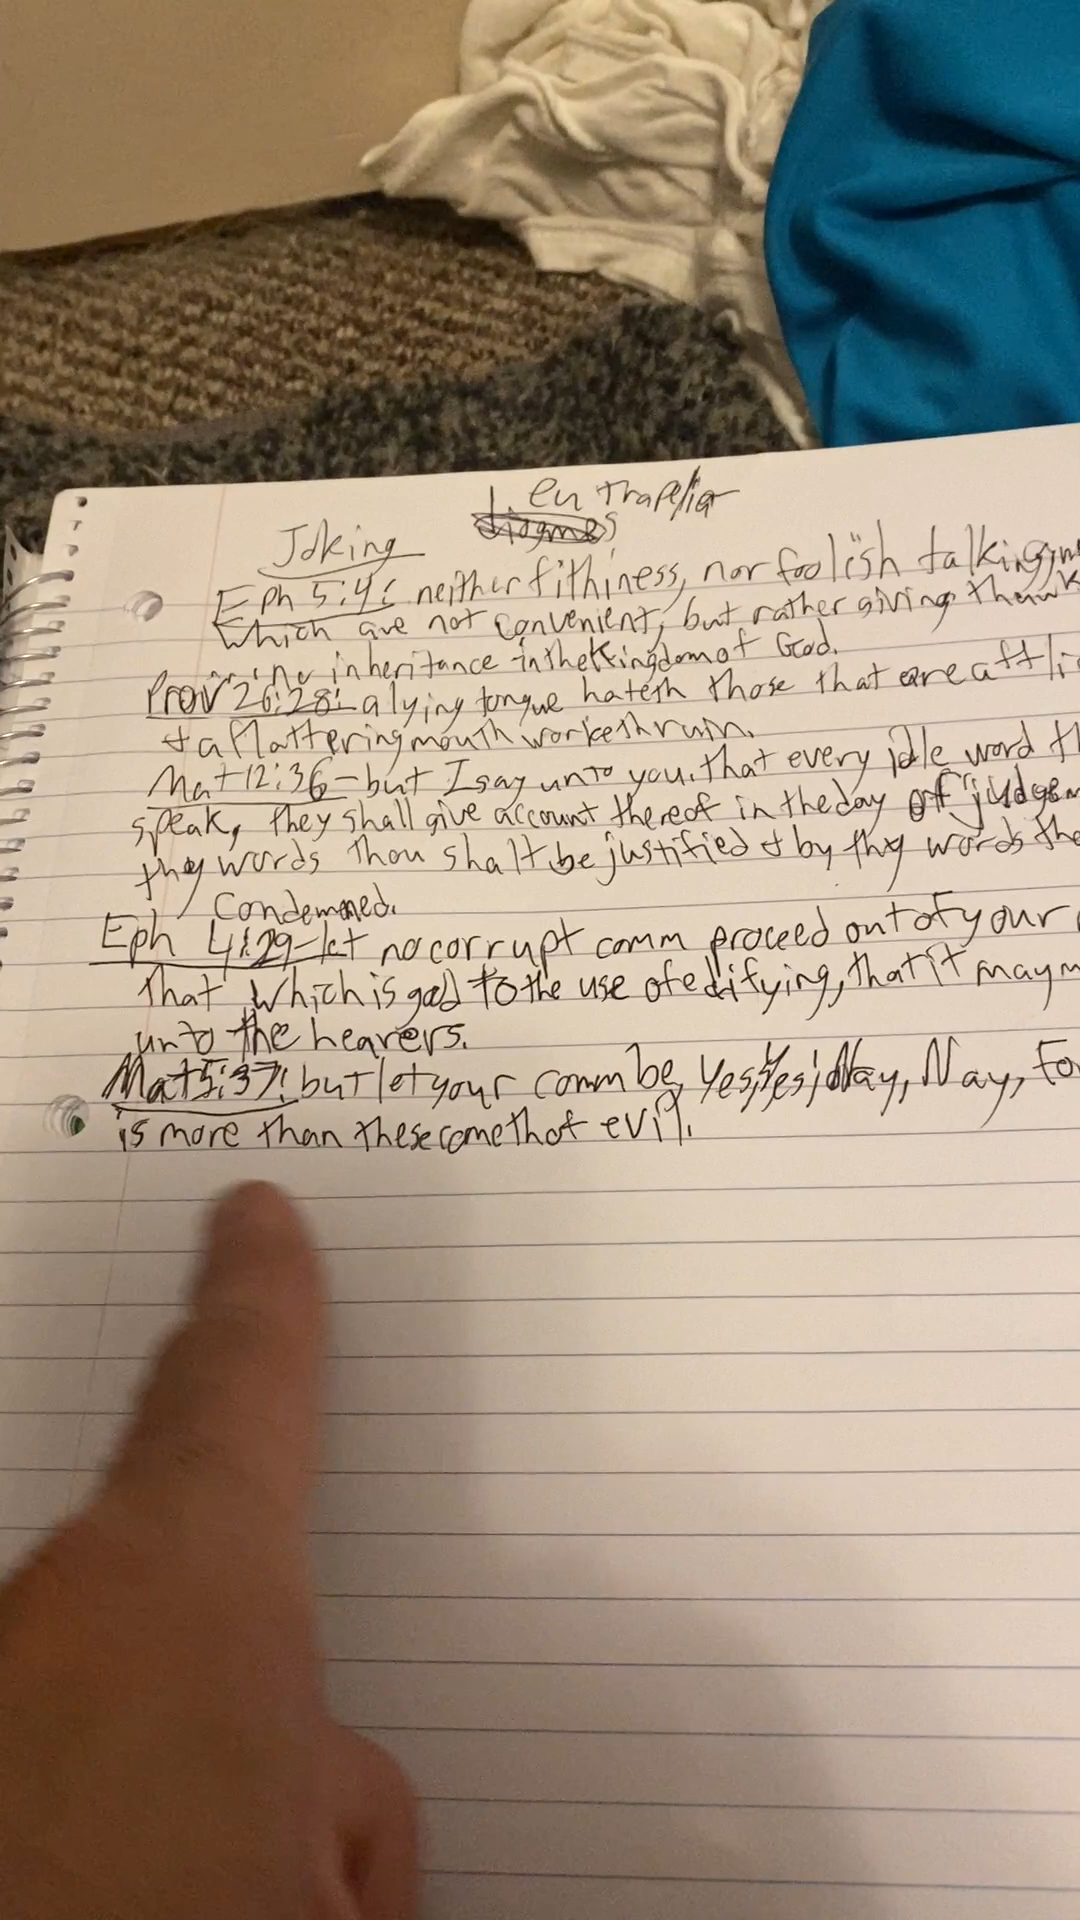 eu Thapelia
Joking
Eph 5:4: neither fithiness, nor foolish talking,
which are not convenient, but rather giving
"no inheritance in the Kingdom of God.
Prov 26:28: a lying tongue hateth those that are
& a flattering mouth worketh ruin.
Mat 12:36 - but I say unto you, that every idle word
speak, they shall give account thereof in the day of
thy words thou shalt be justified & by thy words
Condemned.
Eph 4:29 - let no corrupt comm proceed out of your
that which is good to the use of edifying, that it may
unto the hearers.
Mat 5:37: but let your comm be, Yes, Yes; Nay, Nay, For
is more than these cometh of evil.